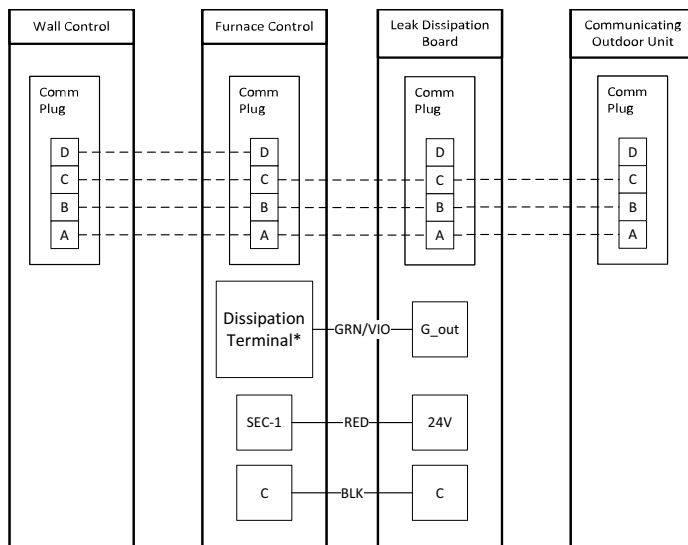 Wall Control
Furnace Control
Leak Dissipation
Board
Communicating
Outdoor Unit
Comm
Plug
D
C
B
A
Comm
Plug
D
C
B
A
Comm
Plug
D
C
B
A
Comm
Plug
D
C
B
A
Dissipation
Terminal*
GRN/VIO
G_out
SEC-1
RED
24V
C
BLK
C